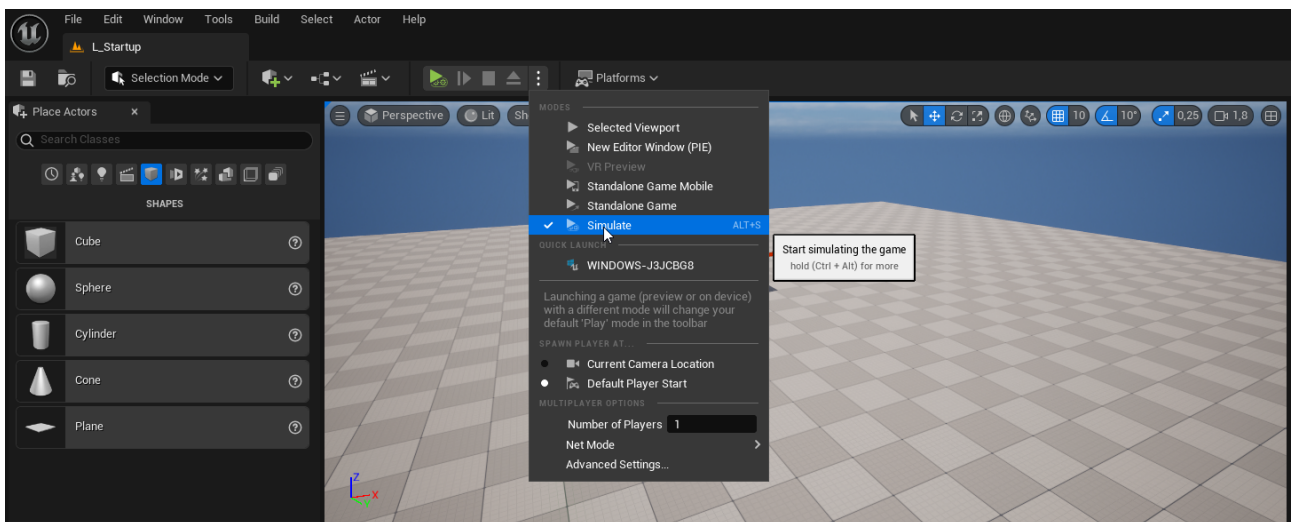 File Edit Window Tools Build Select Actor Help
L_Startup
Selection Mode
Platforms
Place Actors
Search Classes
SHAPES
Cube
Sphere
Cylinder
Cone
Plane
Perspective Lit Sh
10 10° 0,25 1,8
MODES
Selected Viewport
New Editor Window (PIE)
VR Preview
Standalone Game Mobile
Standalone Game
Simulate ALT+S
QUICK LAUNCH
WINDOWS-J3JCBG8
Launching a game (preview or on device)
with a different mode will change your
default 'Play' mode in the toolbar
SPAWN PLAYER AT...
Current Camera Location
Default Player Start
MULTIPLAYER OPTIONS
Number of Players 1
Net Mode
Advanced Settings...
Start simulating the game
hold (Ctrl + Alt) for more
Z
X